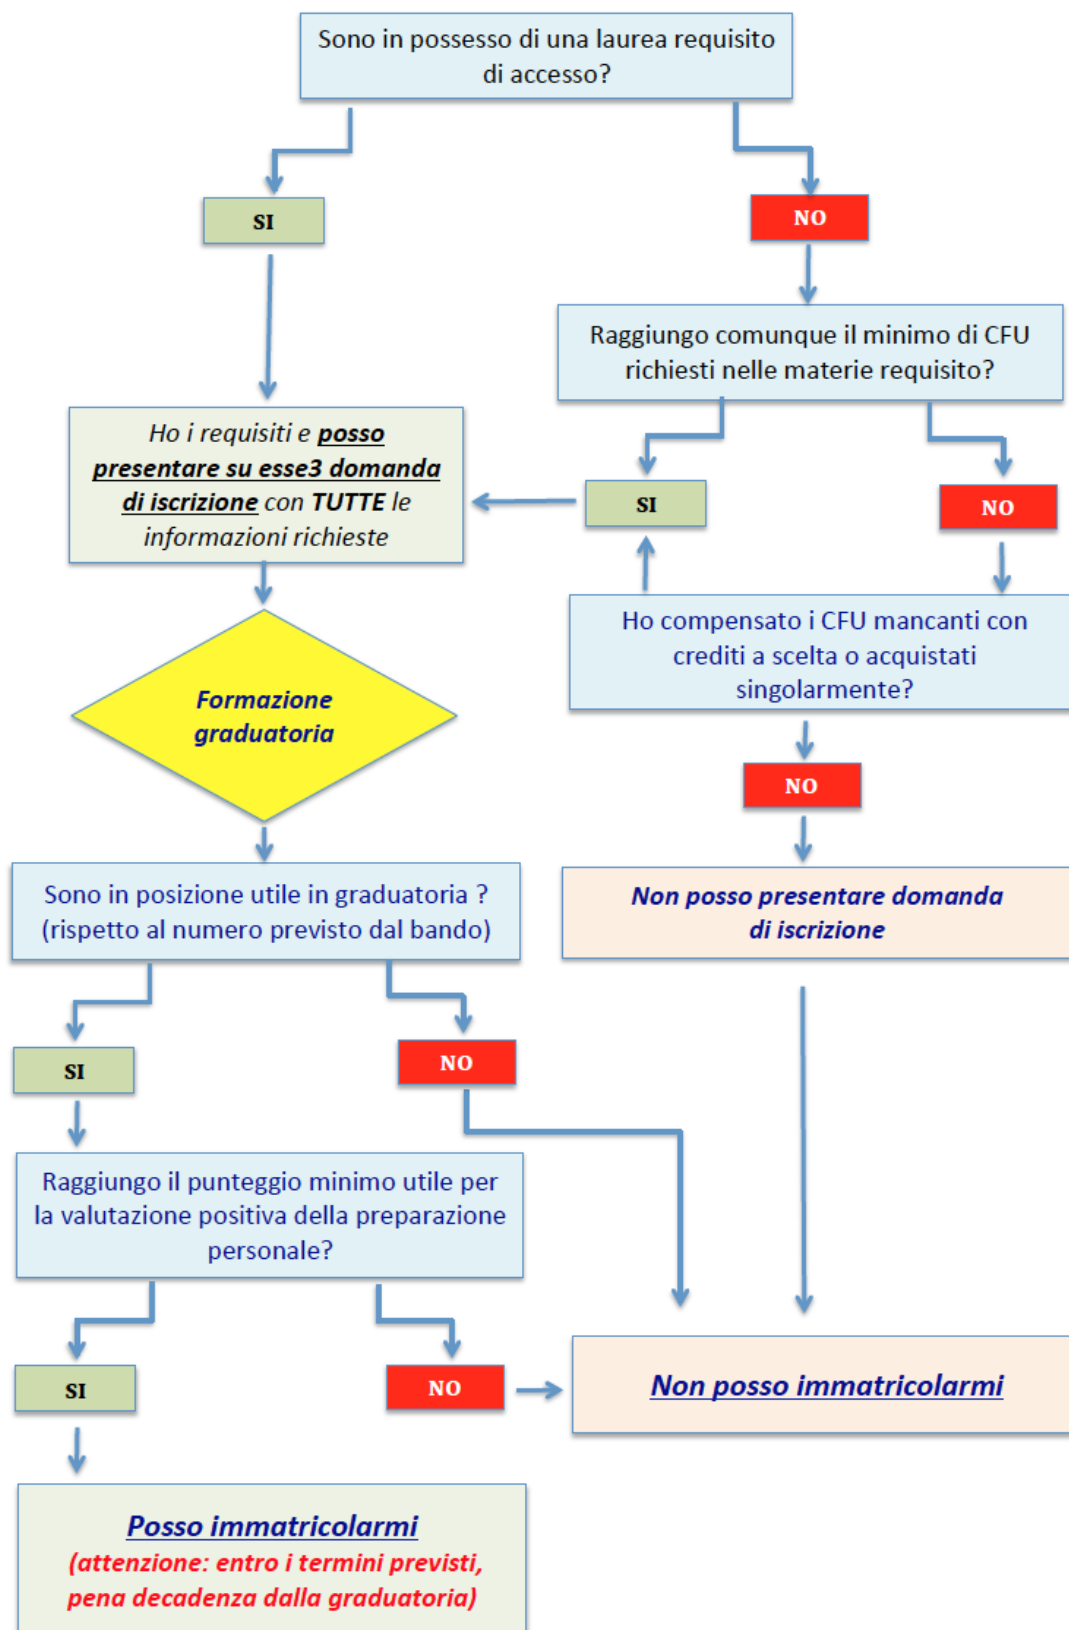 Sono in possesso di una laurea requisito
di accesso?
SI
NO
Raggiungo comunque il minimo di CFU
richiesti nelle materie requisito?
Ho i requisiti e posso
presentare su esse3 domanda
di iscrizione con TUTTE le
informazioni richieste
SI
NO
Ho compensato i CFU mancanti con
crediti a scelta o acquistati
singolarmente?
Formazione
graduatoria
NO
Sono in posizione utile in graduatoria ?
(rispetto al numero previsto dal bando)
Non posso presentare domanda
di iscrizione
SI
NO
Raggiungo il punteggio minimo utile per
la valutazione positiva della preparazione
personale?
SI
NO
Non posso immatricolarmi
Posso immatricolarmi
(attenzione: entro i termini previsti,
pena decadenza dalla graduatoria)